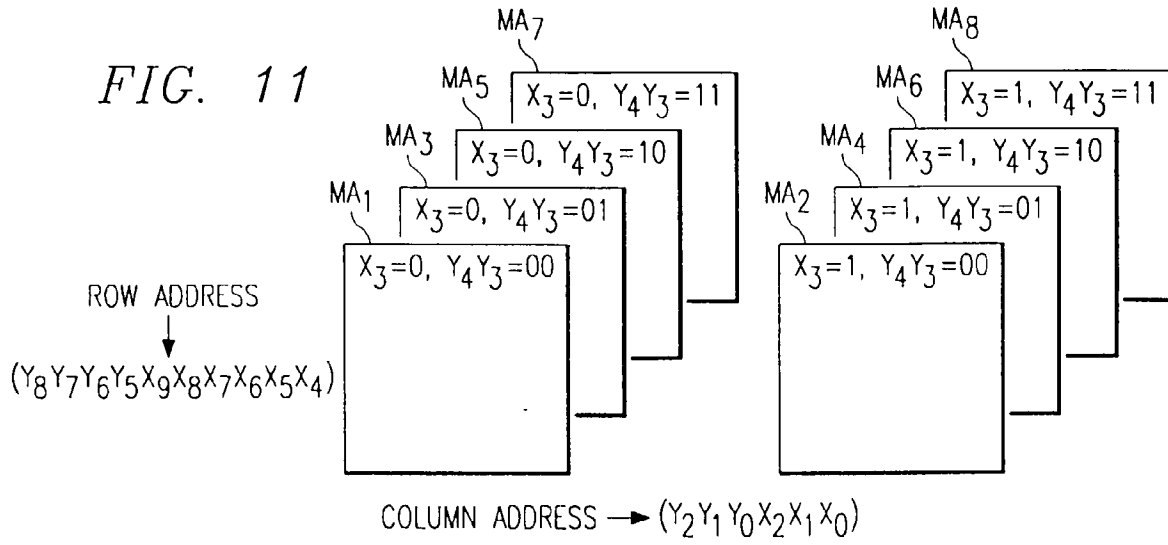 FIG. 11
MA7
X3=0, Y4Y3=11
MA5
X3=0, Y4Y3=10
MA3
X3=0, Y4Y3=01
MA1
X3=0, Y4Y3=00
MA8
X3=1, Y4Y3=11
MA6
X3=1, Y4Y3=10
MA4
X3=1, Y4Y3=01
MA2
X3=1, Y4Y3=00
ROW ADDRESS
(Y8Y7Y6Y5X9X8X7X6X5X4)
COLUMN ADDRESS → (Y2Y1Y0X2X1X0)